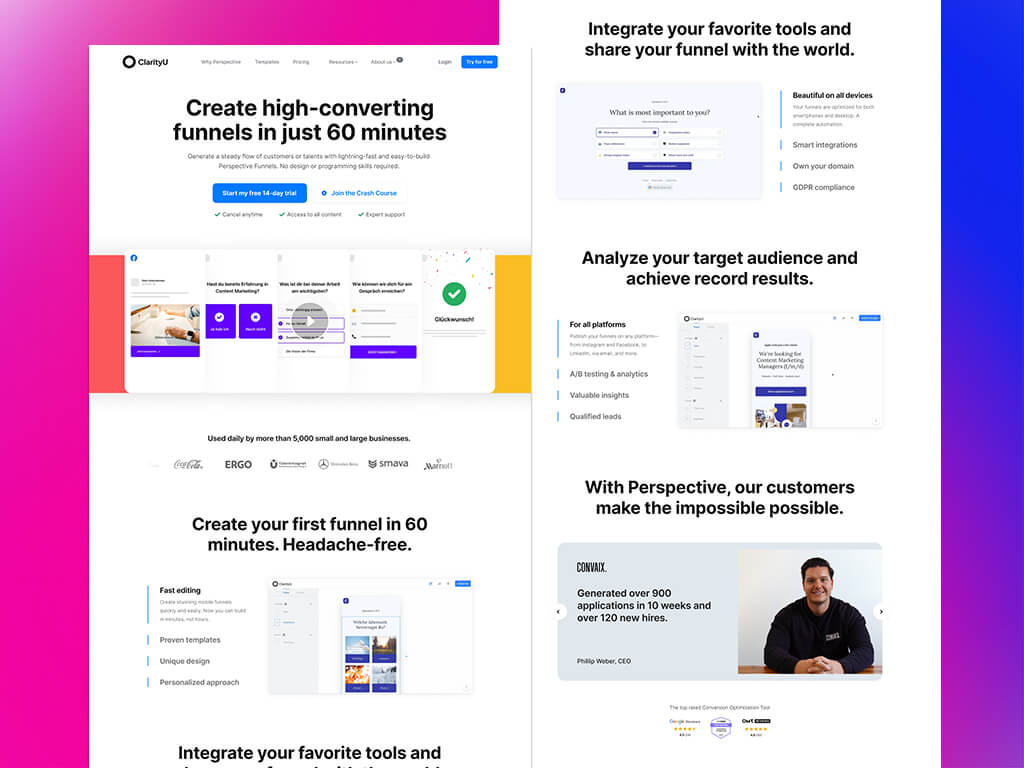 ClarityU
Why Perspective
Templates
Pricing
Resources
About us
Login
Try for free
Create high-converting
funnels in just 60 minutes
Generate a steady flow of customers or talents with lightning-fast and easy-to-build
Perspective Funnels. No design or programming skills required.
Start my free 14-day trial
Join the Crash Course
Cancel anytime
Access to all content
Expert support
Hast du bereits Erfahrung in
Content Marketing?
Was ist dir bei deiner Arbeit
am wichtigsten?
Wie können wir dich für ein
Gespräch erreichen?
Glückwunsch!
Used daily by more than 5,000 small and large businesses.
Coca-Cola
ERGO
Talentmagnet
Mercedes-Benz
smava
Marriott
Create your first funnel in 60
minutes. Headache-free.
Fast editing
Create stunning mobile funnels
quickly and easily. Now you can build
in minutes, not hours.
Proven templates
Unique design
Personalized approach
ClarityU
Integrate your favorite tools and
Integrate your favorite tools and
share your funnel with the world.
What is most important to you?
Beautiful on all devices
Your funnels are optimized for both
smartphones and desktop. A
complete automation.
Smart integrations
Own your domain
GDPR compliance
Analyze your target audience and
achieve record results.
For all platforms
Publish your funnels on any platform—
from Instagram and Facebook, to
LinkedIn, via email, and more.
A/B testing & analytics
Valuable insights
Qualified leads
ClarityU
We're looking for
Content Marketing
Managers (f/m/d)
With Perspective, our customers
make the impossible possible.
CONVAIX.
Generated over 900
applications in 10 weeks and
over 120 new hires.
Phillip Weber, CEO
CONVAIX.
The top rated Conversion Optimization Tool
Google Reviews
OMR REVIEWS